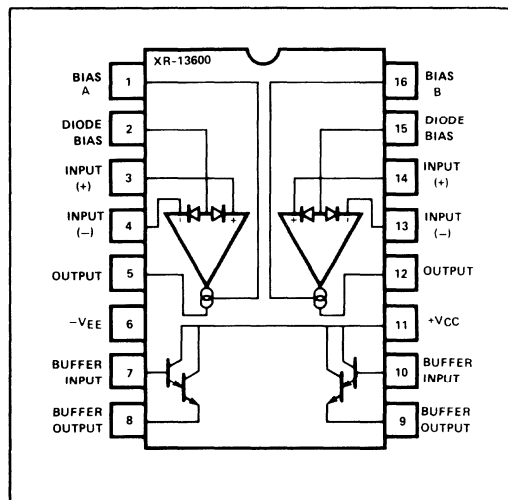 XR-13600
BIAS
A
1
16
BIAS
B
DIODE
BIAS
2
15
DIODE
BIAS
INPUT
(+)
3
14
INPUT
(+)
INPUT
(−)
4
13
INPUT
(−)
- +
+ -
OUTPUT
5
12
OUTPUT
−VEE
6
11
+VCC
BUFFER
INPUT
7
10
BUFFER
INPUT
BUFFER
OUTPUT
8
9
BUFFER
OUTPUT